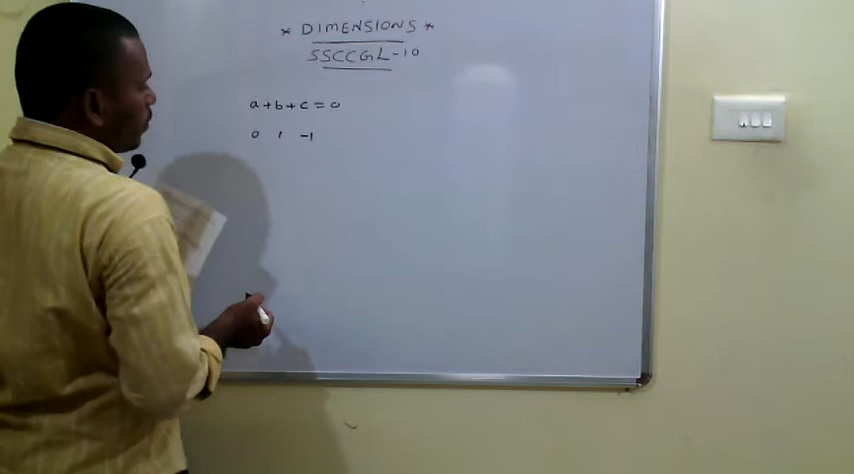 * DIMENSIONS *
SSCCGL-10
a+b+c=0
0 1 -1